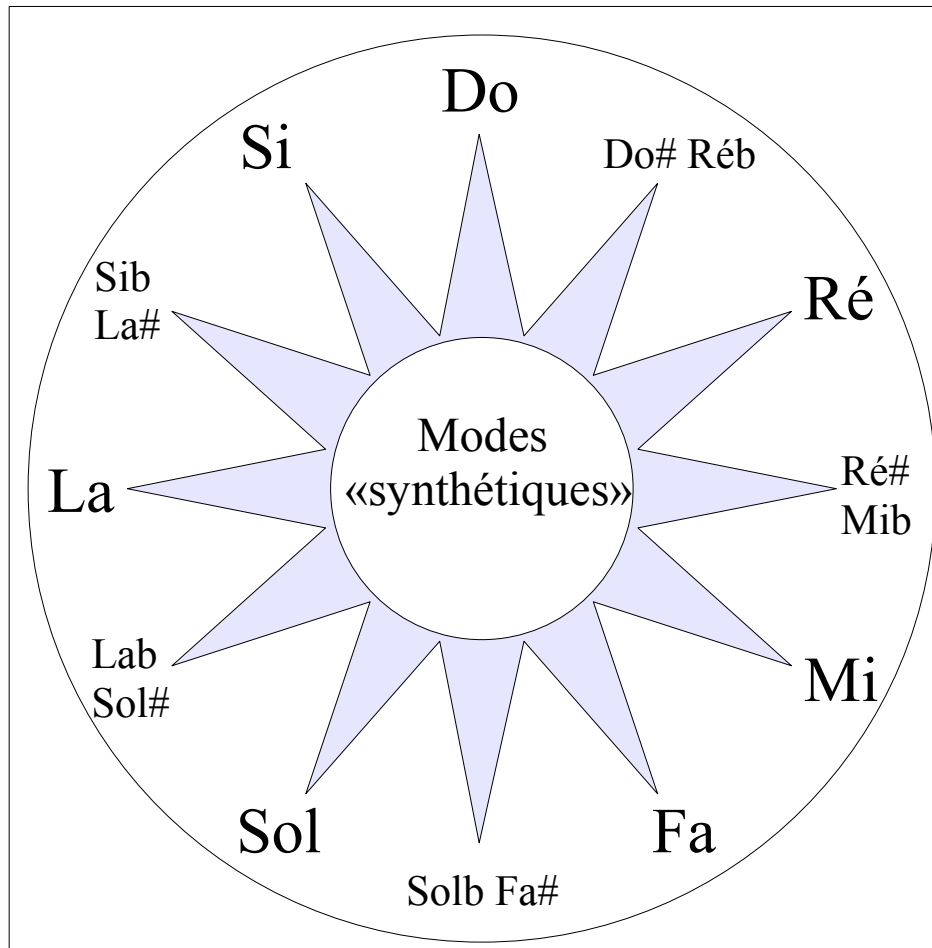 Do
Do# Réb
Ré
Ré#
Mib
Mi
Fa
Solb Fa#
Sol
Lab
Sol#
La
Sib
La#
Si
Modes
«synthétiques»